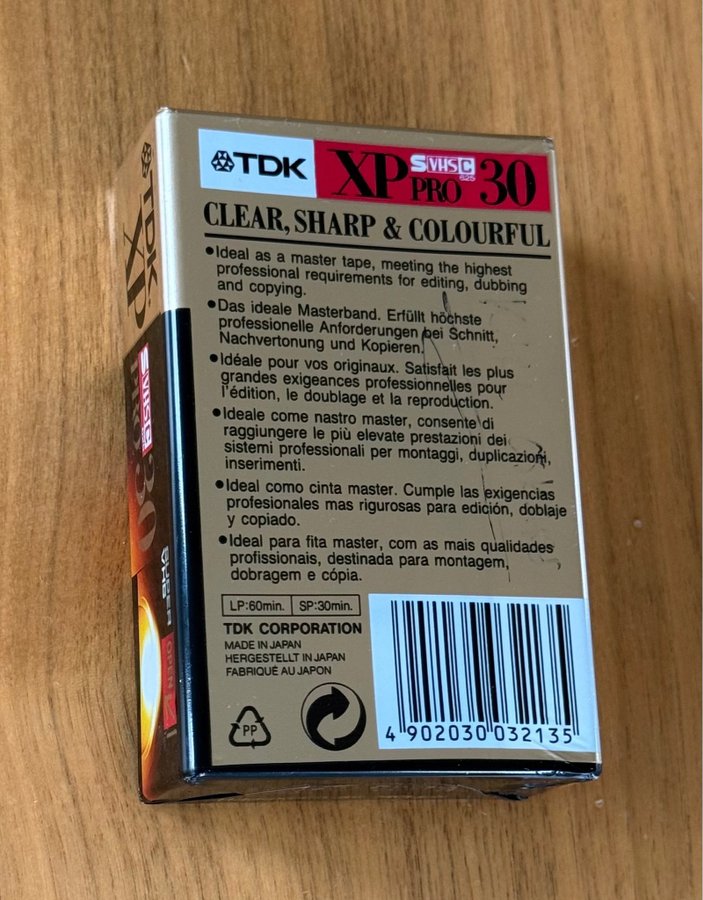 TDK XP PRO SVHSC 625 30
CLEAR, SHARP & COLOURFUL
•Ideal as a master tape, meeting the highest
professional requirements for editing, dubbing
and copying.
•Das ideale Masterband. Erfüllt höchste
professionelle Anforderungen bei Schnitt,
Nachvertonung und Kopieren.
•Idéale pour vos originaux. Satisfait les plus
grandes exigeances professionnelles pour
l'édition, le doublage et la reproduction.
•Ideale come nastro master, consente di
raggiungere le più elevate prestazioni dei
sistemi professionali per montaggi, duplicazioni,
inserimenti.
•Ideal como cinta master. Cumple las exigencias
profesionales mas rigurosas para edición, doblaje
y copiado.
•Ideal para fita master, com as mais qualidades
profissionais, destinada para montagem,
dobragem e cópia.
LP:60min. SP:30min.
TDK CORPORATION
MADE IN JAPAN
HERGESTELLT IN JAPAN
FABRIQUÉ AU JAPON
PP
4 902030 032135
TDK XP
SVHSC PRO 30
SUPER VHS
OPEN